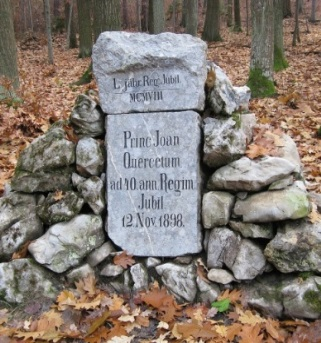 L. jähr. Reg. Jubil.
MCMVIII
Princ Joan
Quercetum
ad 40. ann. Regim.
Jubil
12. Nov. 1898.